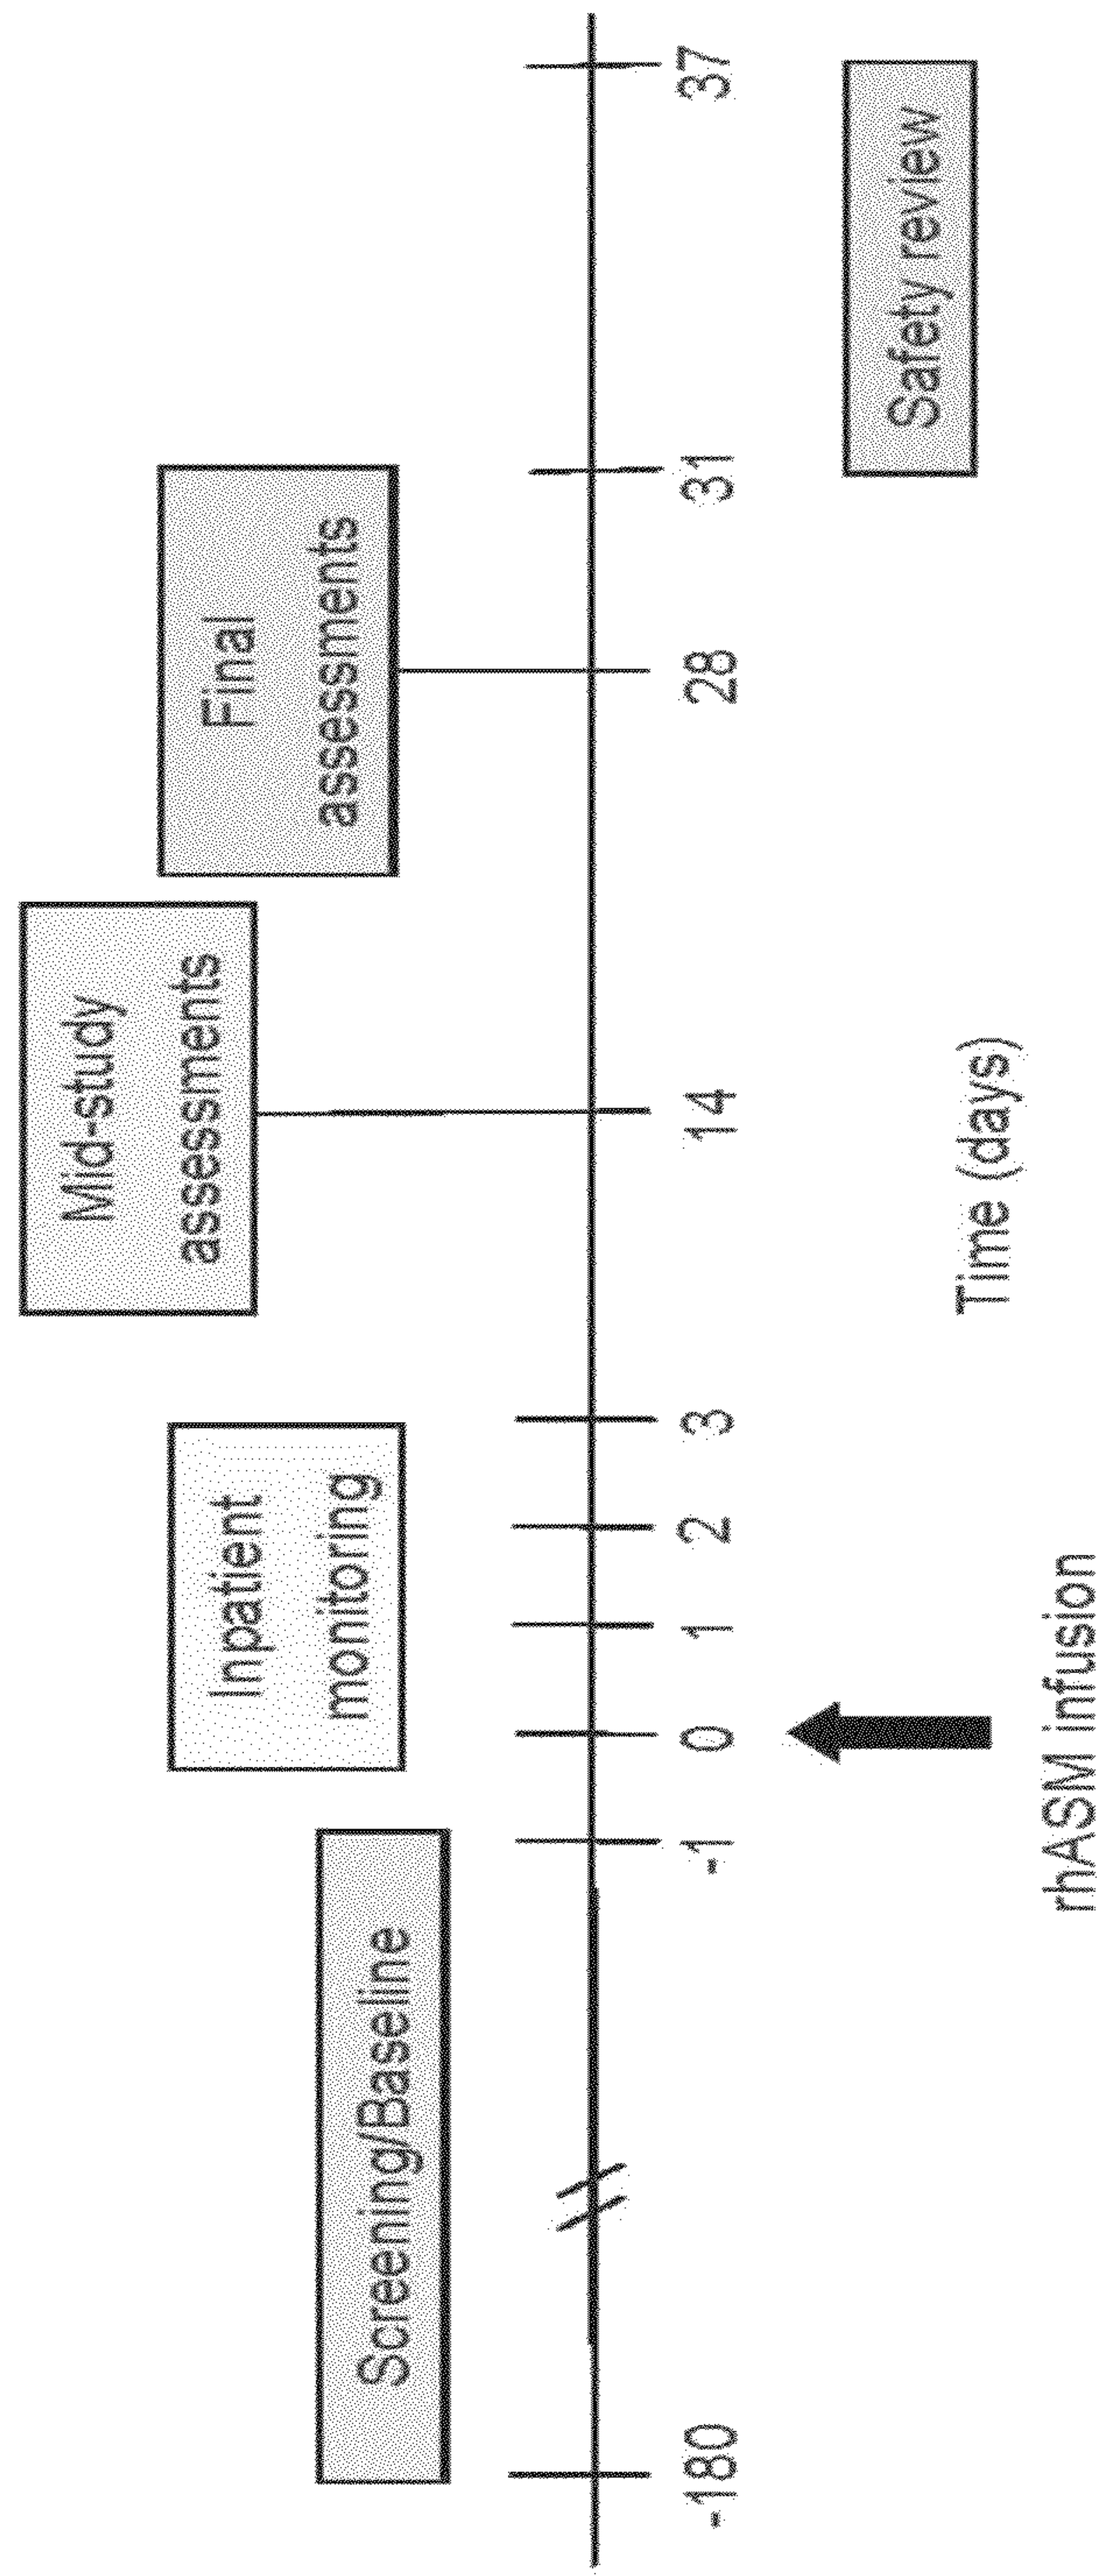 Mid-study
assessments
Inpatient
monitoring
Final
assessments
Screening/Baseline
-180
-1
0
1
2
3
14
28
31
37
Safety review
Time (days)
rhASM infusion